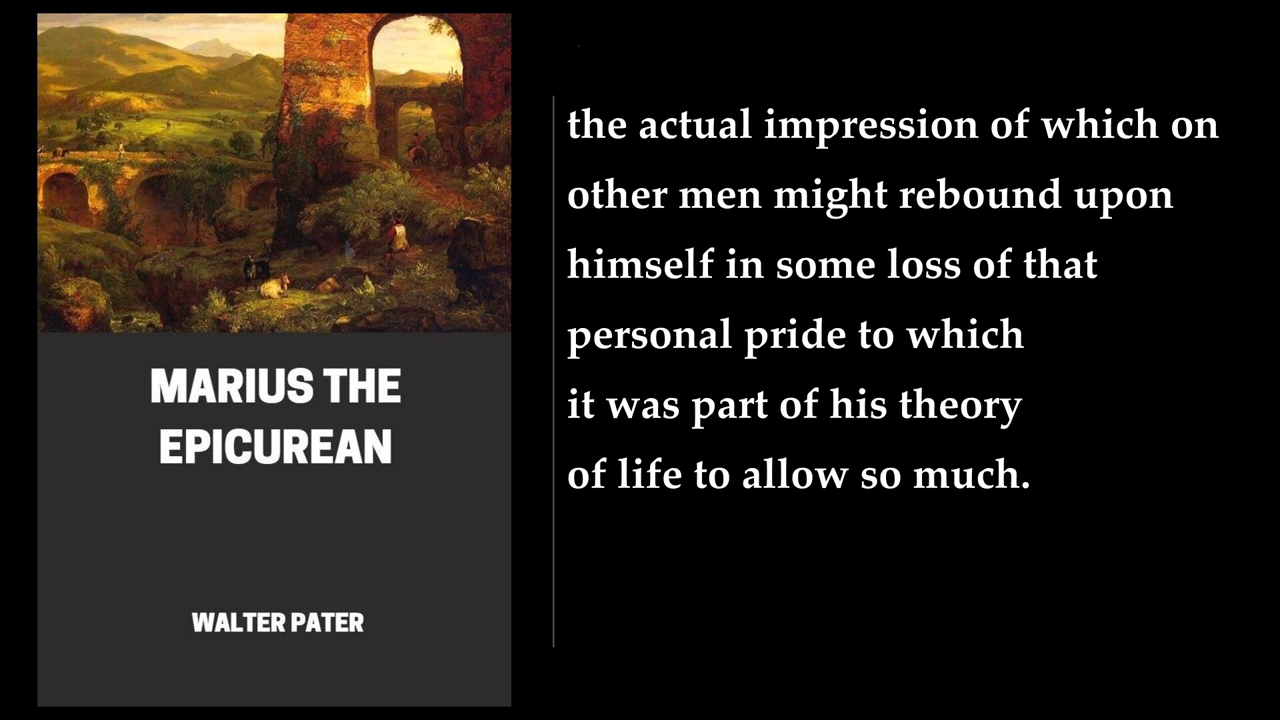 MARIUS THE
EPICUREAN
WALTER PATER
the actual impression of which on
other men might rebound upon
himself in some loss of that
personal pride to which
it was part of his theory
of life to allow so much.